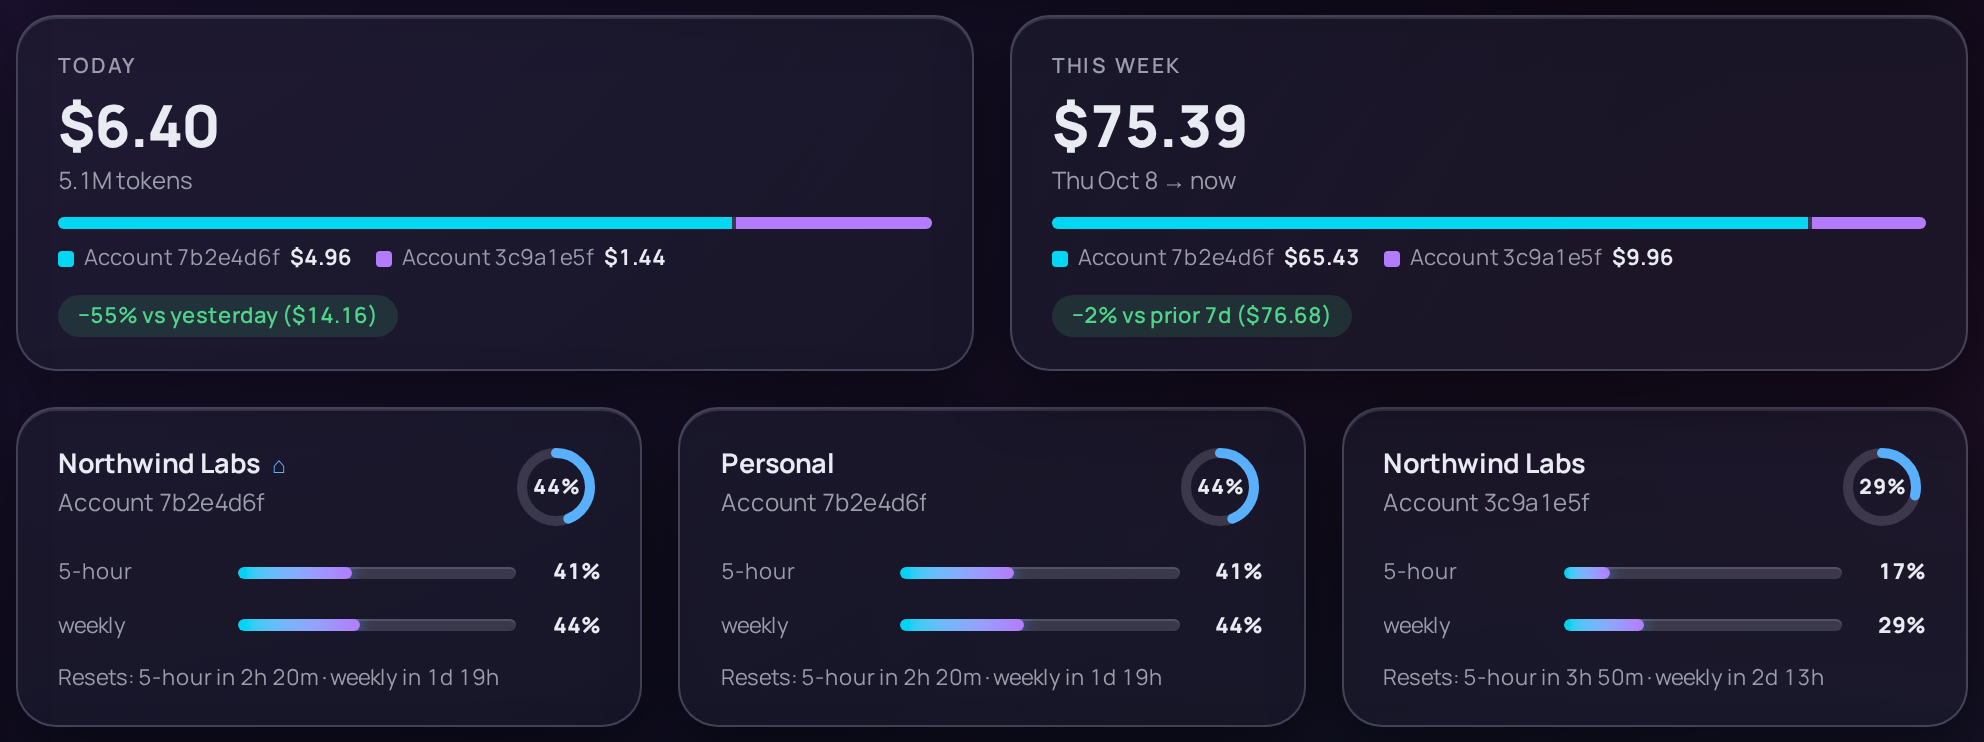 TODAY
$6.40
5.1M tokens
Account 7b2e4d6f $4.96 Account 3c9a1e5f $1.44
−55% vs yesterday ($14.16)
THIS WEEK
$75.39
Thu Oct 8 → now
Account 7b2e4d6f $65.43 Account 3c9a1e5f $9.96
−2% vs prior 7d ($76.68)
Northwind Labs ⌂
Account 7b2e4d6f
44%
5-hour 41%
weekly 44%
Resets: 5-hour in 2h 20m · weekly in 1d 19h
Personal
Account 7b2e4d6f
44%
5-hour 41%
weekly 44%
Resets: 5-hour in 2h 20m · weekly in 1d 19h
Northwind Labs
Account 3c9a1e5f
29%
5-hour 17%
weekly 29%
Resets: 5-hour in 3h 50m · weekly in 2d 13h